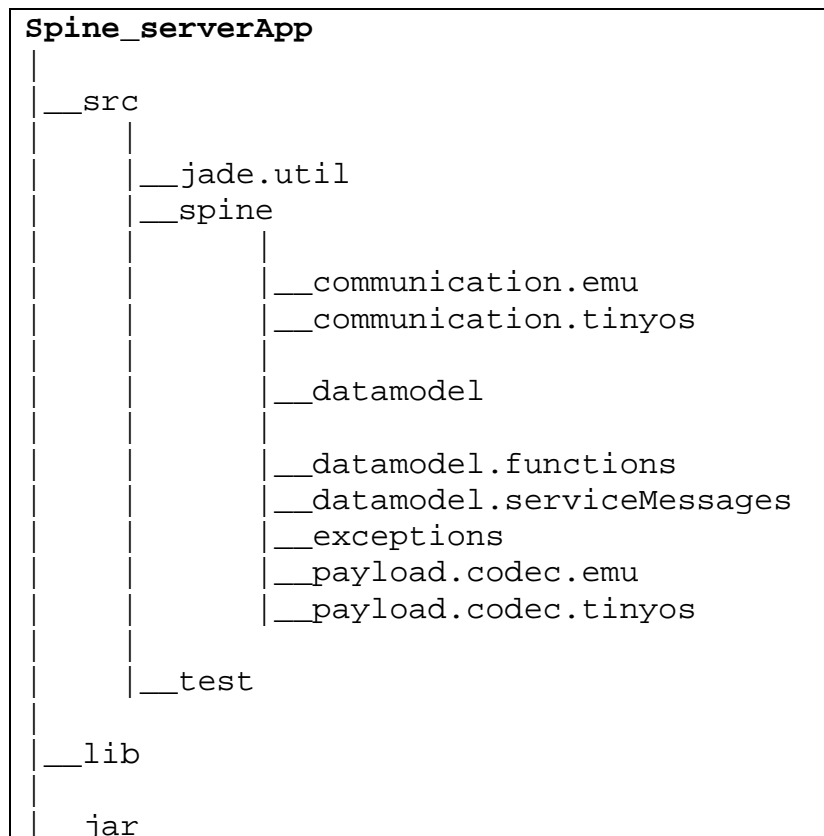 Spine_serverApp
|
|__src
|     |
|     |__jade.util
|     |__spine
|     |     |
|     |     |__communication.emu
|     |     |__communication.tinyos
|     |     |
|     |     |__datamodel
|     |     |
|     |     |__datamodel.functions
|     |     |__datamodel.serviceMessages
|     |     |__exceptions
|     |     |__payload.codec.emu
|     |     |__payload.codec.tinyos
|     |
|     |__test
|
|__lib
|
|__jar